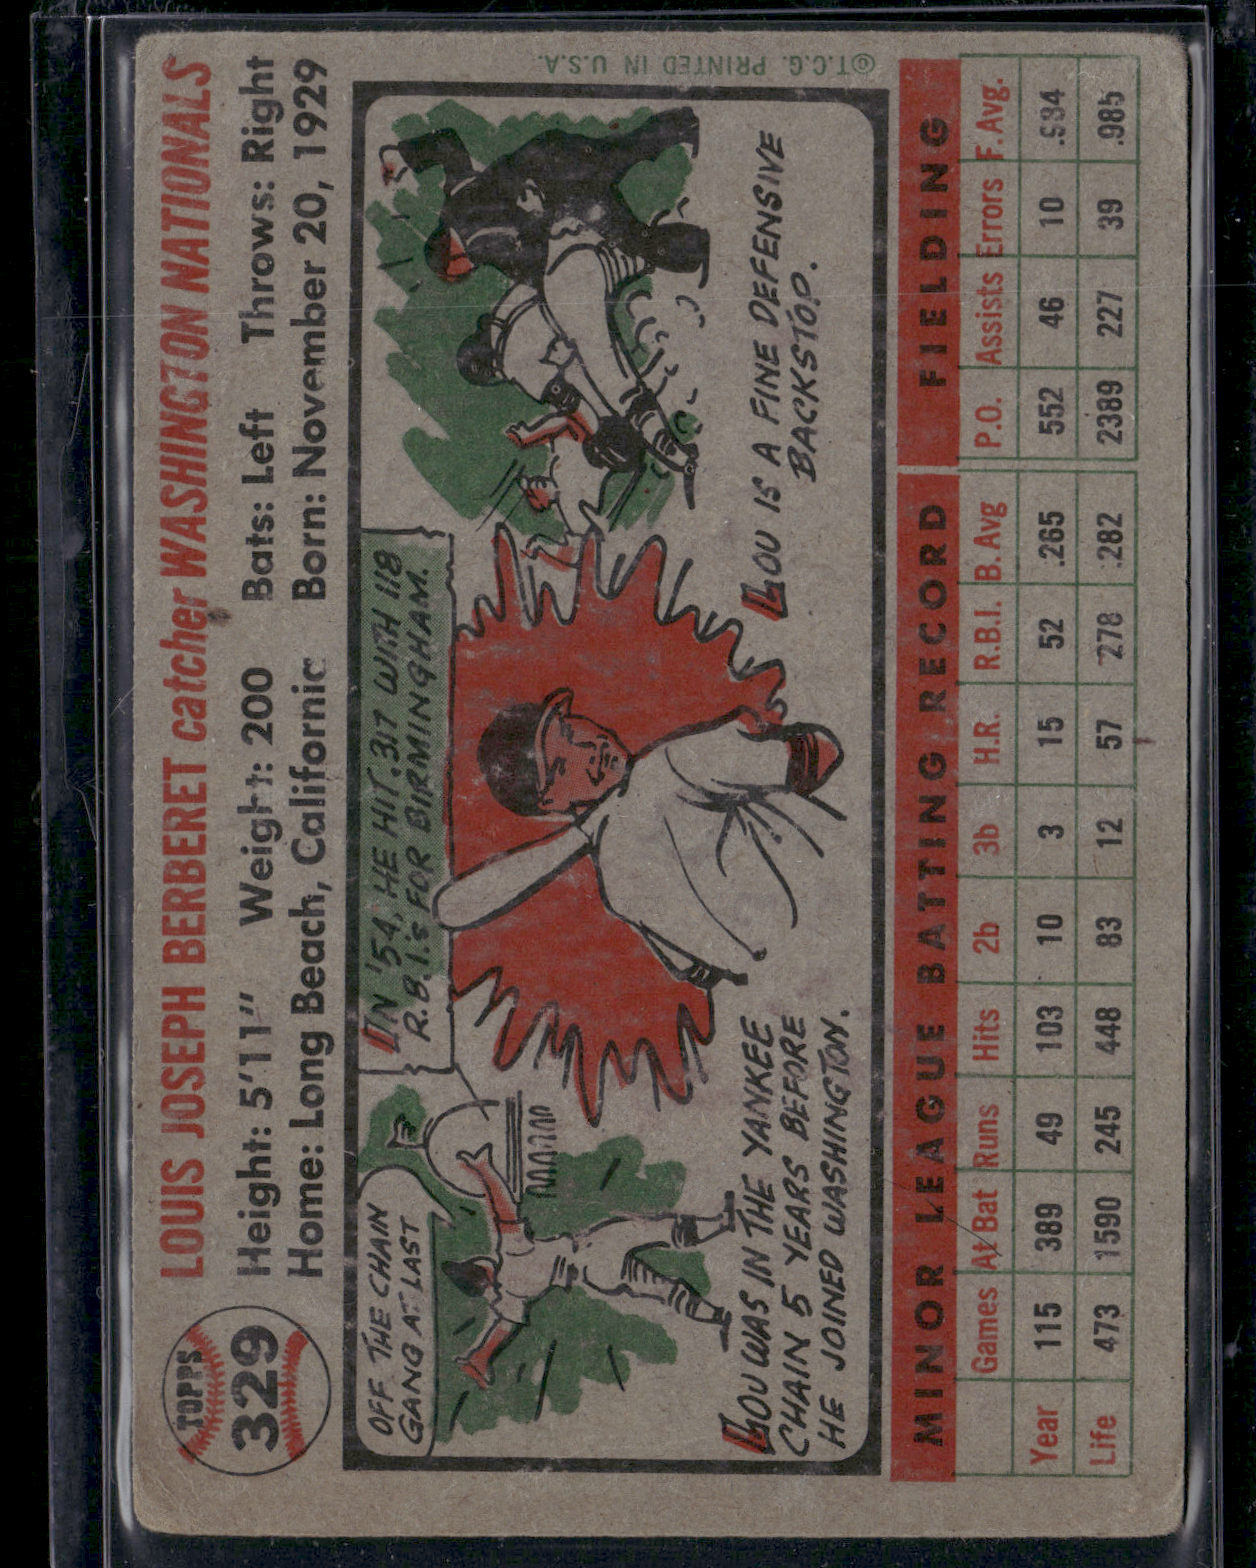 TOPPS
329
LOUIS JOSEPH BERBERET Catcher WASHINGTON NATIONALS
Height: 5'11" Weight: 200 Bats: Left Throws: Right
Home: Long Beach, California Born: November 20, 1929
OFF THE CHAIN
GANG AT LAST
LOU WAS IN THE YANKEE
CHAIN 5 YEARS BEFORE
HE JOINED WASHINGTON.
IN '54, HE HIT .317 WITH 118
R.B.I.'S FOR BIRMINGHAM.
LOU IS A FINE DEFENSIVE
BACKSTOP.
MINOR LEAGUE BATTING RECORD FIELDING
Games At Bat Runs Hits 2b 3b H.R. R.B.I. B.Avg P.O. Assists Errors F.Avg.
Year 115 389 49 103 10 3 15 52 .265 552 46 10 .984
Life 473 1590 245 448 83 12 57 278 .282 2389 227 39 .985
©T.C.G. PRINTED IN U.S.A.